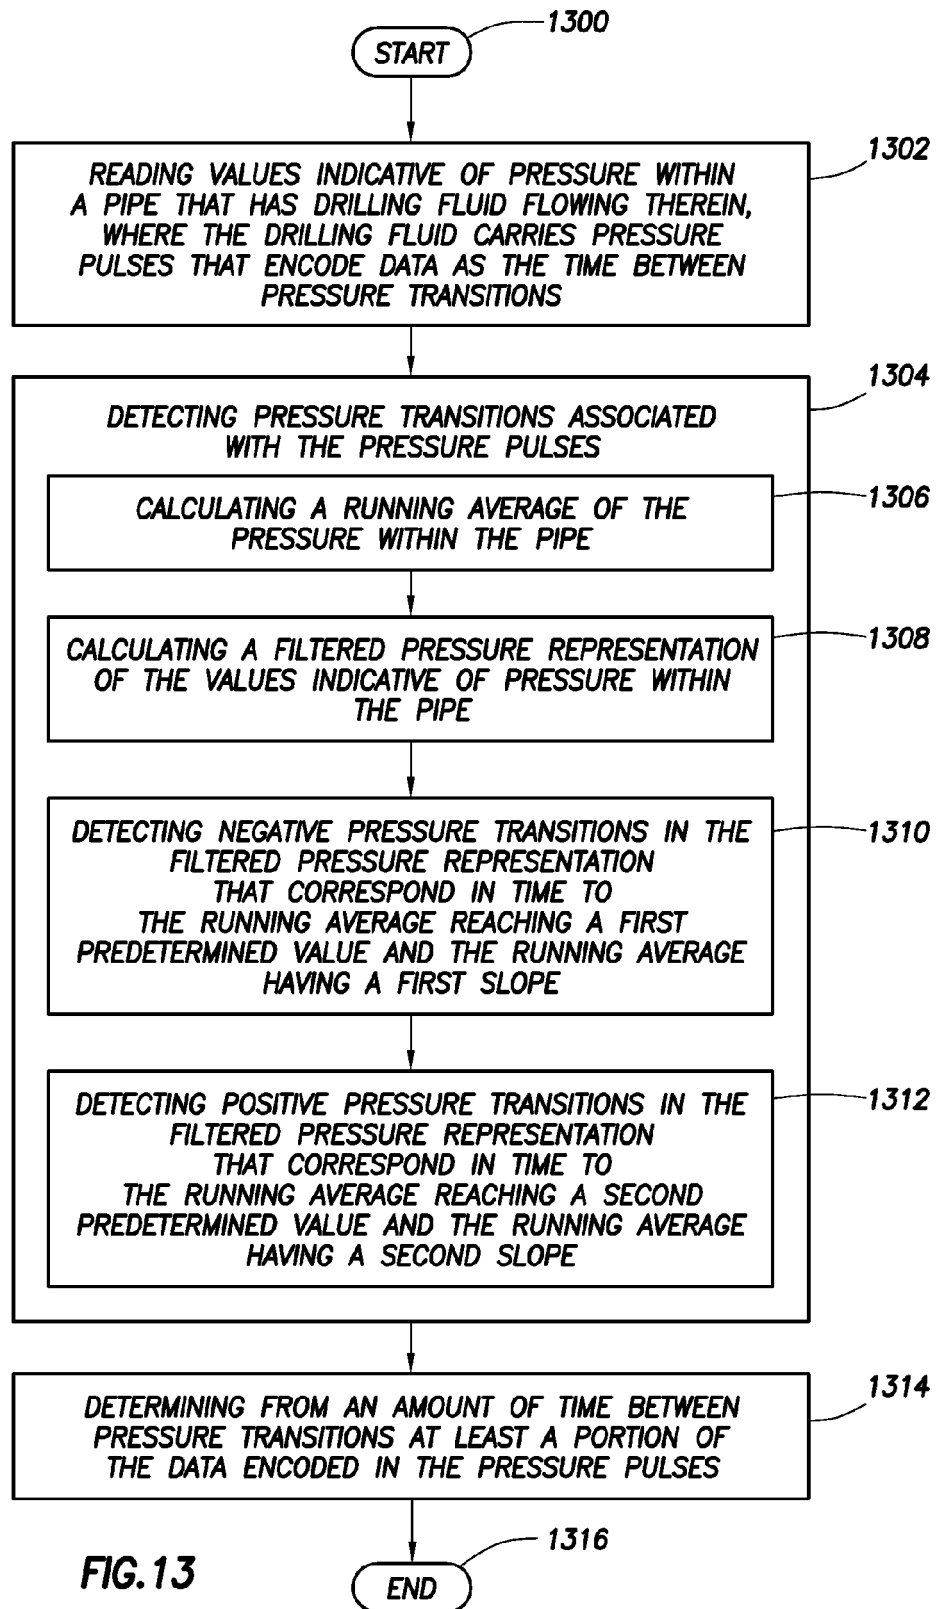 1300
START
1302
READING VALUES INDICATIVE OF PRESSURE WITHIN
A PIPE THAT HAS DRILLING FLUID FLOWING THEREIN,
WHERE THE DRILLING FLUID CARRIES PRESSURE
PULSES THAT ENCODE DATA AS THE TIME BETWEEN
PRESSURE TRANSITIONS
1304
DETECTING PRESSURE TRANSITIONS ASSOCIATED
WITH THE PRESSURE PULSES
1306
CALCULATING A RUNNING AVERAGE OF THE
PRESSURE WITHIN THE PIPE
1308
CALCULATING A FILTERED PRESSURE REPRESENTATION
OF THE VALUES INDICATIVE OF PRESSURE WITHIN
THE PIPE
1310
DETECTING NEGATIVE PRESSURE TRANSITIONS IN THE
FILTERED PRESSURE REPRESENTATION
THAT CORRESPOND IN TIME TO
THE RUNNING AVERAGE REACHING A FIRST
PREDETERMINED VALUE AND THE RUNNING AVERAGE
HAVING A FIRST SLOPE
1312
DETECTING POSITIVE PRESSURE TRANSITIONS IN THE
FILTERED PRESSURE REPRESENTATION
THAT CORRESPOND IN TIME TO
THE RUNNING AVERAGE REACHING A SECOND
PREDETERMINED VALUE AND THE RUNNING AVERAGE
HAVING A SECOND SLOPE
1314
DETERMINING FROM AN AMOUNT OF TIME BETWEEN
PRESSURE TRANSITIONS AT LEAST A PORTION OF
THE DATA ENCODED IN THE PRESSURE PULSES
1316
END
FIG.13